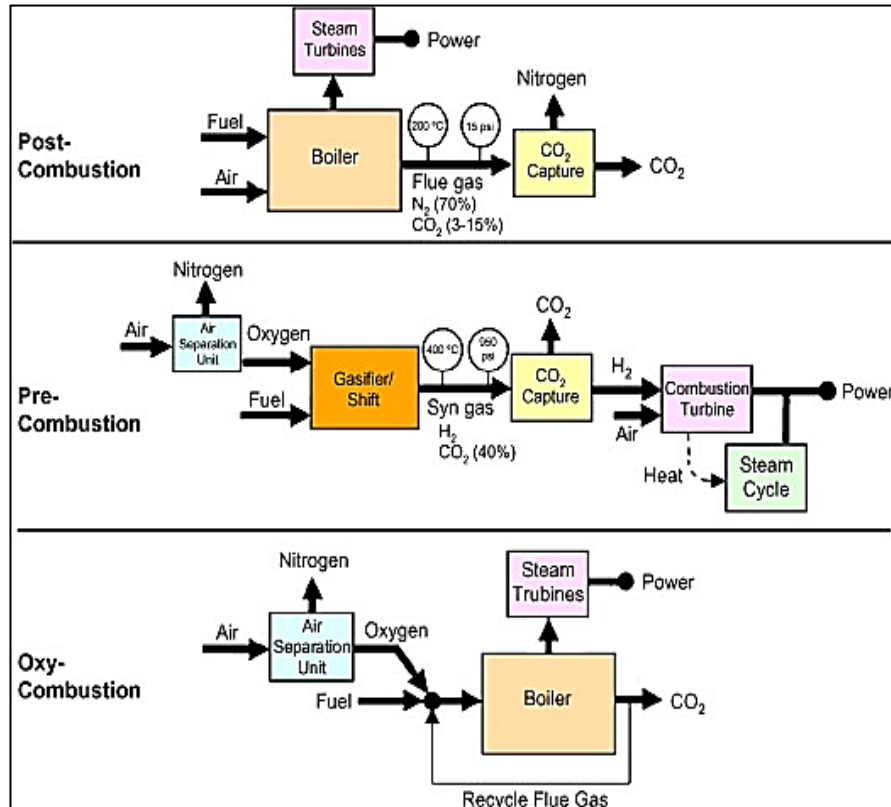 Steam
Turbines
Power
Nitrogen
Fuel
200 °C
15 psi
Post-
Combustion
Boiler
CO₂
Capture
CO₂
Air
Flue gas
N₂ (70%)
CO₂ (3-15%)
Nitrogen
CO₂
Air
Air
Separation
Unit
Oxygen
400 °C
950
psi
Gasifier/
Shift
CO₂
Capture
H₂
Combustion
Turbine
Power
Pre-
Combustion
Fuel
Syn gas
H₂
CO₂ (40%)
Air
Heat
Steam
Cycle
Nitrogen
Steam
Trubines
Power
Air
Air
Separation
Unit
Oxygen
Oxy-
Combustion
Fuel
Boiler
CO₂
Recycle Flue Gas